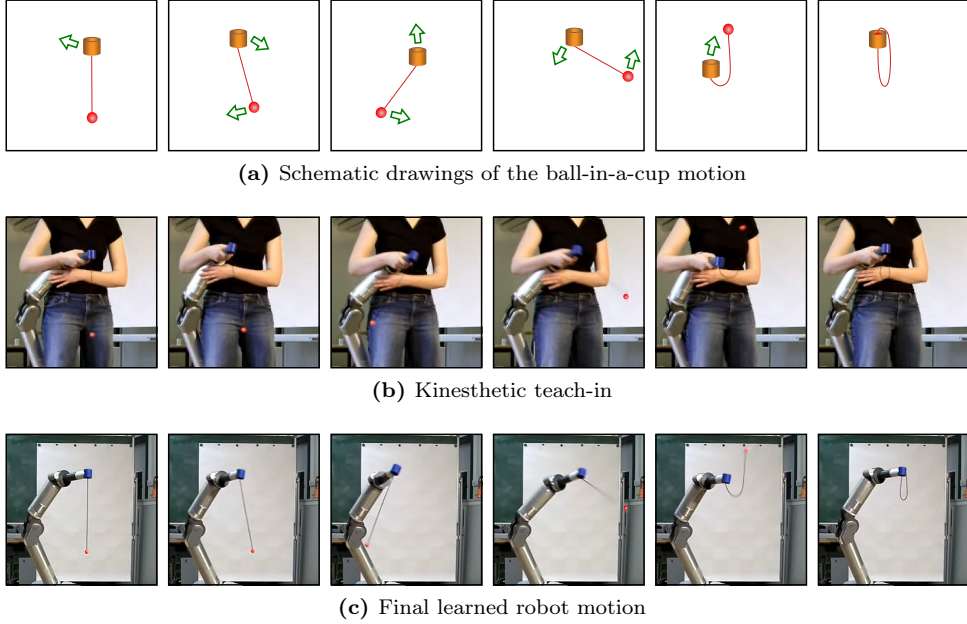 (a) Schematic drawings of the ball-in-a-cup motion
(b) Kinesthetic teach-in
(c) Final learned robot motion